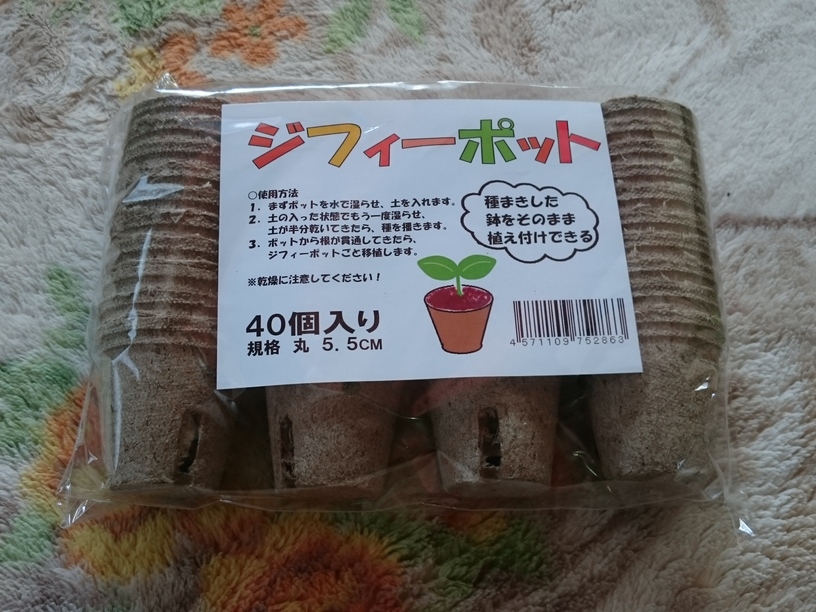 ジフィーポット
○使用方法
1. まずポットを水で湿らせ、土を入れます。
2. 土の入った状態でもう一度湿らせ、
土が半分乾いてきたら、種を播きます。
3. ポットから根が貫通してきたら、
ジフィーポットごと移植します。
※乾燥に注意してください！
種まきした
鉢をそのまま
植え付けできる
40個入り
規格 丸 5.5CM
4571109752863